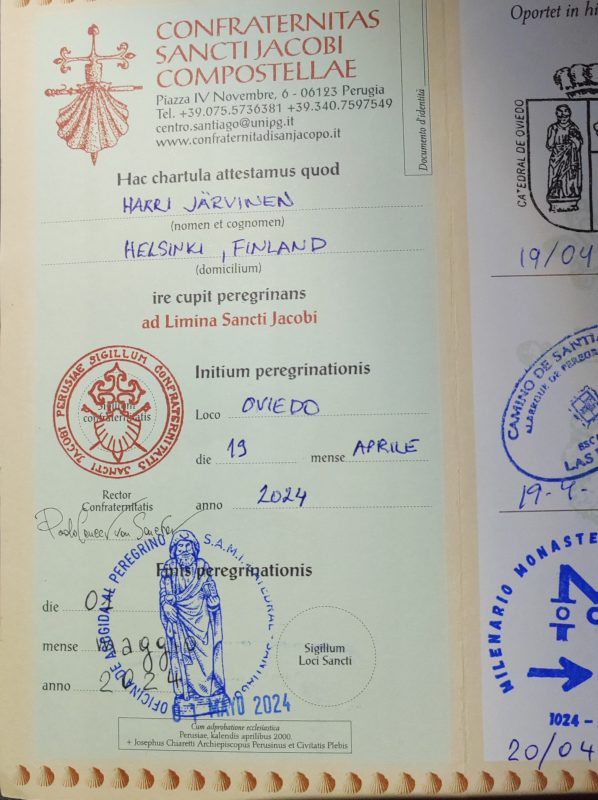 CONFRATERNITAS
SANCTI JACOBI
COMPOSTELLAE
Piazza IV Novembre, 6 - 06123 Perugia
Tel. +39.075.5736381 +39.340.7597549
centro.santiago@unipg.it
www.confraternitadisanjacopo.it
Documento d'identità
Hac chartula attestamus quod
HARRI JÄRVINEN
(nomen et cognomen)
HELSINKI, FINLAND
(domicilium)
ire cupit peregrinans
ad Limina Sancti Jacobi
SIGILLUM CONFRATERNITATIS SANCTI JACOBI PERUSIAE
Sigillum
confraternitatis
Initium peregrinationis
Loco OVIEDO
die 19 mense APRILE
anno 2024
Rector
Confraternitatis
Finis peregrinationis
die 01
mense maggio
anno 2024
OFICINA DE ACOGIDA AL PEREGRINO
S.A.M.I. CATEDRAL - SANTIAGO
01 MAYO 2024
Sigillum
Loci Sancti
Cum adprobatione ecclesiastica
Perusiae, kalendis aprilibus 2000.
+ Josephus Chiaretti Archiepiscopus Perusinus et Civitatis Plebis
Oportet in hi
CATEDRAL DE OVIEDO
19/04
CAMINO DE SANTIA
ALBERGUE DE PEREGR
ESC
LAS
19-4-
MILENARIO MONASTE
1024 -
20/04